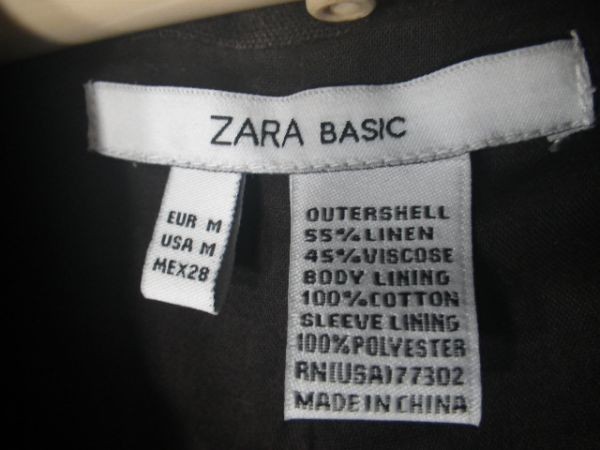 ZARA BASIC
EUR M
USA M
MEX28
OUTERSHELL
55%LINEN
45%VISCOSE
BODY LINING
100%COTTON
SLEEVE LINING
100%POLYESTER
RN(USA)77302
MADE IN CHINA